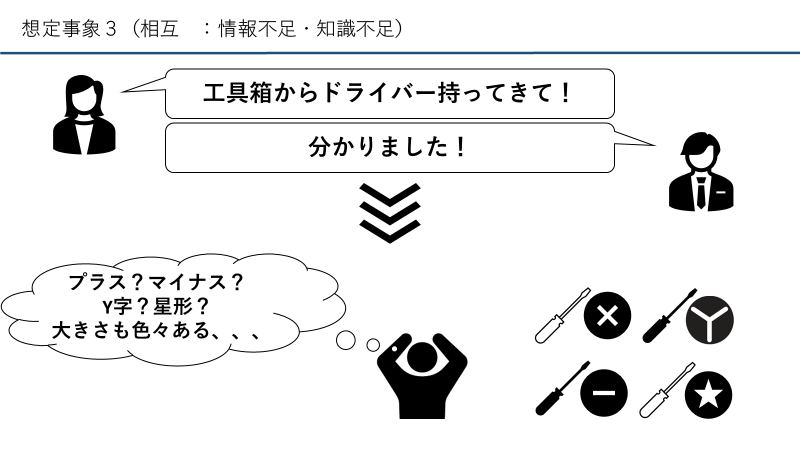 想定事象３（相互　：情報不足・知識不足）
工具箱からドライバー持ってきて！
分かりました！
プラス？マイナス？
Y字？星形？
大きさも色々ある、、、